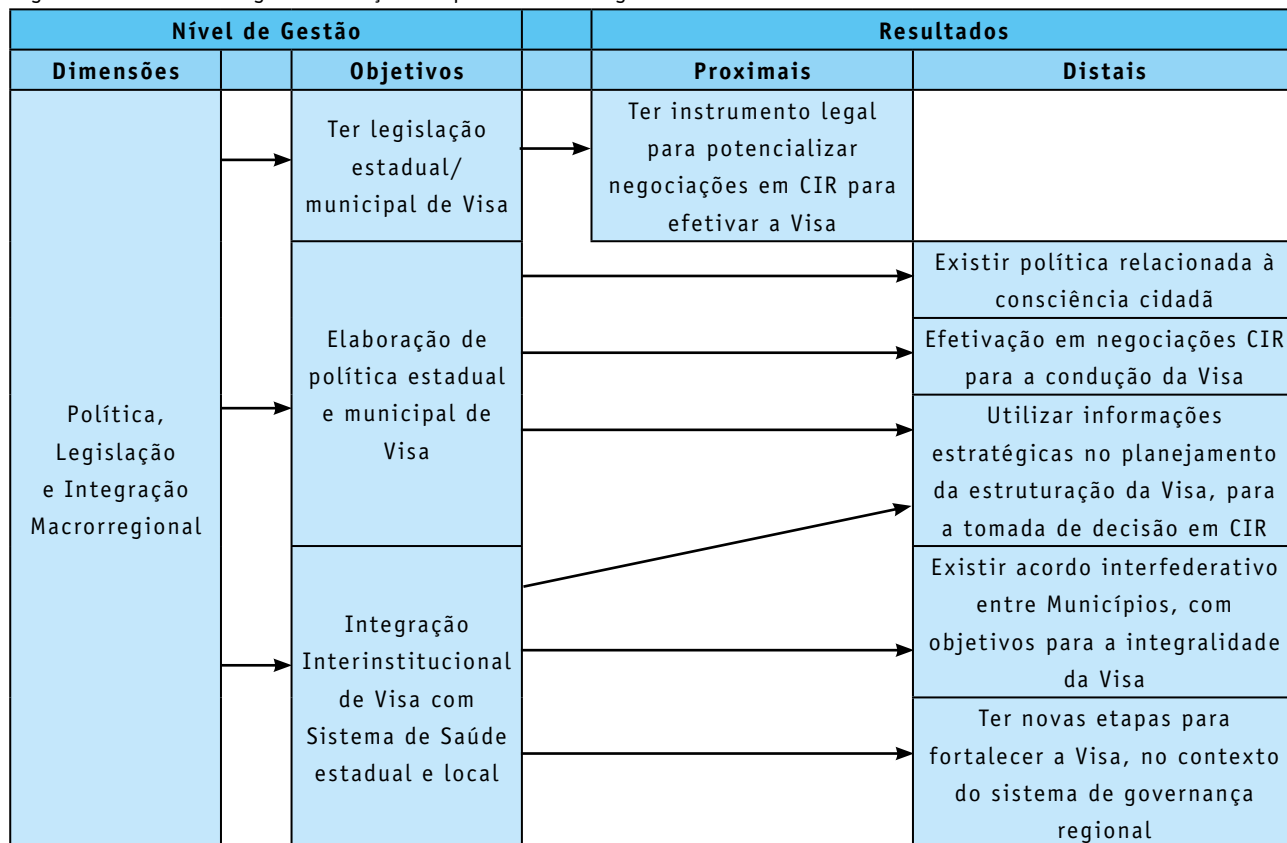 Nível de Gestão
Resultados
Dimensões
Objetivos
Proximais
Distais
Política,
Legislação
e Integração
Macrorregional
Ter legislação
estadual/
municipal de Visa
Ter instrumento legal
para potencializar
negociações em CIR para
efetivar a Visa
Elaboração de
política estadual
e municipal de
Visa
Existir política relacionada à
consciência cidadã
Efetivação em negociações CIR
para a condução da Visa
Utilizar informações
estratégicas no planejamento
da estruturação da Visa, para
a tomada de decisão em CIR
Integração
Interinstitucional
de Visa com
Sistema de Saúde
estadual e local
Existir acordo interfederativo
entre Municípios, com
objetivos para a integralidade
da Visa
Ter novas etapas para
fortalecer a Visa, no contexto
do sistema de governança
regional